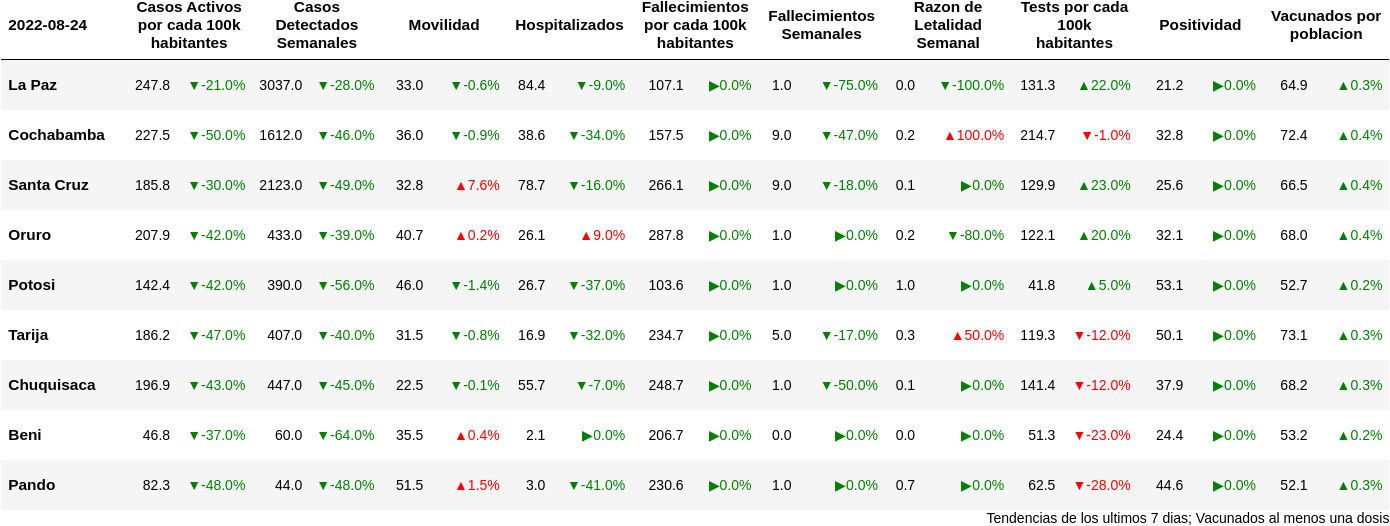 2022-08-24 Casos Activos por cada 100k habitantes Casos Detectados Semanales Movilidad Hospitalizados Fallecimientos por cada 100k habitantes Fallecimientos Semanales Razon de Letalidad Semanal Tests por cada 100k habitantes Positividad Vacunados por poblacion
La Paz 247.8 ▼-21.0% 3037.0 ▼-28.0% 33.0 ▼-0.6% 84.4 ▼-9.0% 107.1 ▶0.0% 1.0 ▼-75.0% 0.0 ▼-100.0% 131.3 ▲22.0% 21.2 ▶0.0% 64.9 ▲0.3%
Cochabamba 227.5 ▼-50.0% 1612.0 ▼-46.0% 36.0 ▼-0.9% 38.6 ▼-34.0% 157.5 ▶0.0% 9.0 ▼-47.0% 0.2 ▲100.0% 214.7 ▼-1.0% 32.8 ▶0.0% 72.4 ▲0.4%
Santa Cruz 185.8 ▼-30.0% 2123.0 ▼-49.0% 32.8 ▲7.6% 78.7 ▼-16.0% 266.1 ▶0.0% 9.0 ▼-18.0% 0.1 ▶0.0% 129.9 ▲23.0% 25.6 ▶0.0% 66.5 ▲0.4%
Oruro 207.9 ▼-42.0% 433.0 ▼-39.0% 40.7 ▲0.2% 26.1 ▲9.0% 287.8 ▶0.0% 1.0 ▶0.0% 0.2 ▼-80.0% 122.1 ▲20.0% 32.1 ▶0.0% 68.0 ▲0.4%
Potosi 142.4 ▼-42.0% 390.0 ▼-56.0% 46.0 ▼-1.4% 26.7 ▼-37.0% 103.6 ▶0.0% 1.0 ▶0.0% 1.0 ▶0.0% 41.8 ▲5.0% 53.1 ▶0.0% 52.7 ▲0.2%
Tarija 186.2 ▼-47.0% 407.0 ▼-40.0% 31.5 ▼-0.8% 16.9 ▼-32.0% 234.7 ▶0.0% 5.0 ▼-17.0% 0.3 ▲50.0% 119.3 ▼-12.0% 50.1 ▶0.0% 73.1 ▲0.3%
Chuquisaca 196.9 ▼-43.0% 447.0 ▼-45.0% 22.5 ▼-0.1% 55.7 ▼-7.0% 248.7 ▶0.0% 1.0 ▼-50.0% 0.1 ▶0.0% 141.4 ▼-12.0% 37.9 ▶0.0% 68.2 ▲0.3%
Beni 46.8 ▼-37.0% 60.0 ▼-64.0% 35.5 ▲0.4% 2.1 ▶0.0% 206.7 ▶0.0% 0.0 ▶0.0% 0.0 ▶0.0% 51.3 ▼-23.0% 24.4 ▶0.0% 53.2 ▲0.2%
Pando 82.3 ▼-48.0% 44.0 ▼-48.0% 51.5 ▲1.5% 3.0 ▼-41.0% 230.6 ▶0.0% 1.0 ▶0.0% 0.7 ▶0.0% 62.5 ▼-28.0% 44.6 ▶0.0% 52.1 ▲0.3%
Tendencias de los ultimos 7 dias; Vacunados al menos una dosis